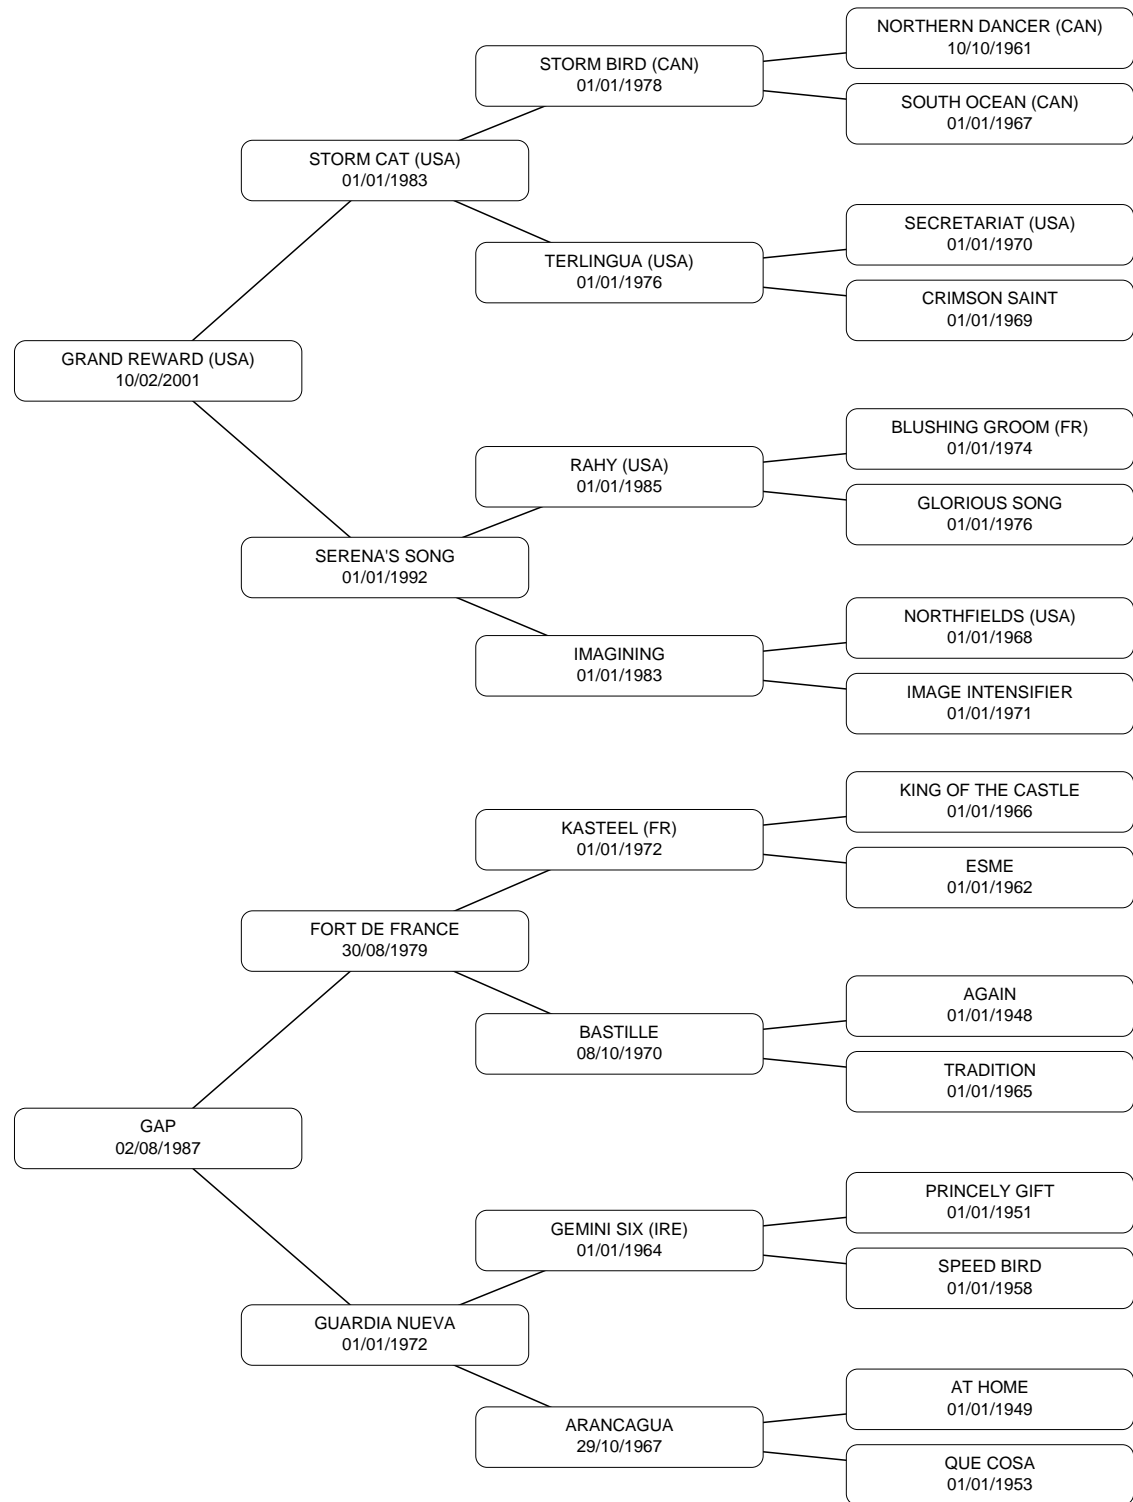 NORTHERN DANCER (CAN)
10/10/1961
STORM BIRD (CAN)
01/01/1978
SOUTH OCEAN (CAN)
01/01/1967
STORM CAT (USA)
01/01/1983
SECRETARIAT (USA)
01/01/1970
TERLINGUA (USA)
01/01/1976
CRIMSON SAINT
01/01/1969
GRAND REWARD (USA)
10/02/2001
BLUSHING GROOM (FR)
01/01/1974
RAHY (USA)
01/01/1985
GLORIOUS SONG
01/01/1976
SERENA'S SONG
01/01/1992
NORTHFIELDS (USA)
01/01/1968
IMAGINING
01/01/1983
IMAGE INTENSIFIER
01/01/1971
KING OF THE CASTLE
01/01/1966
KASTEEL (FR)
01/01/1972
ESME
01/01/1962
FORT DE FRANCE
30/08/1979
AGAIN
01/01/1948
BASTILLE
08/10/1970
TRADITION
01/01/1965
GAP
02/08/1987
PRINCELY GIFT
01/01/1951
GEMINI SIX (IRE)
01/01/1964
SPEED BIRD
01/01/1958
GUARDIA NUEVA
01/01/1972
AT HOME
01/01/1949
ARANCAGUA
29/10/1967
QUE COSA
01/01/1953